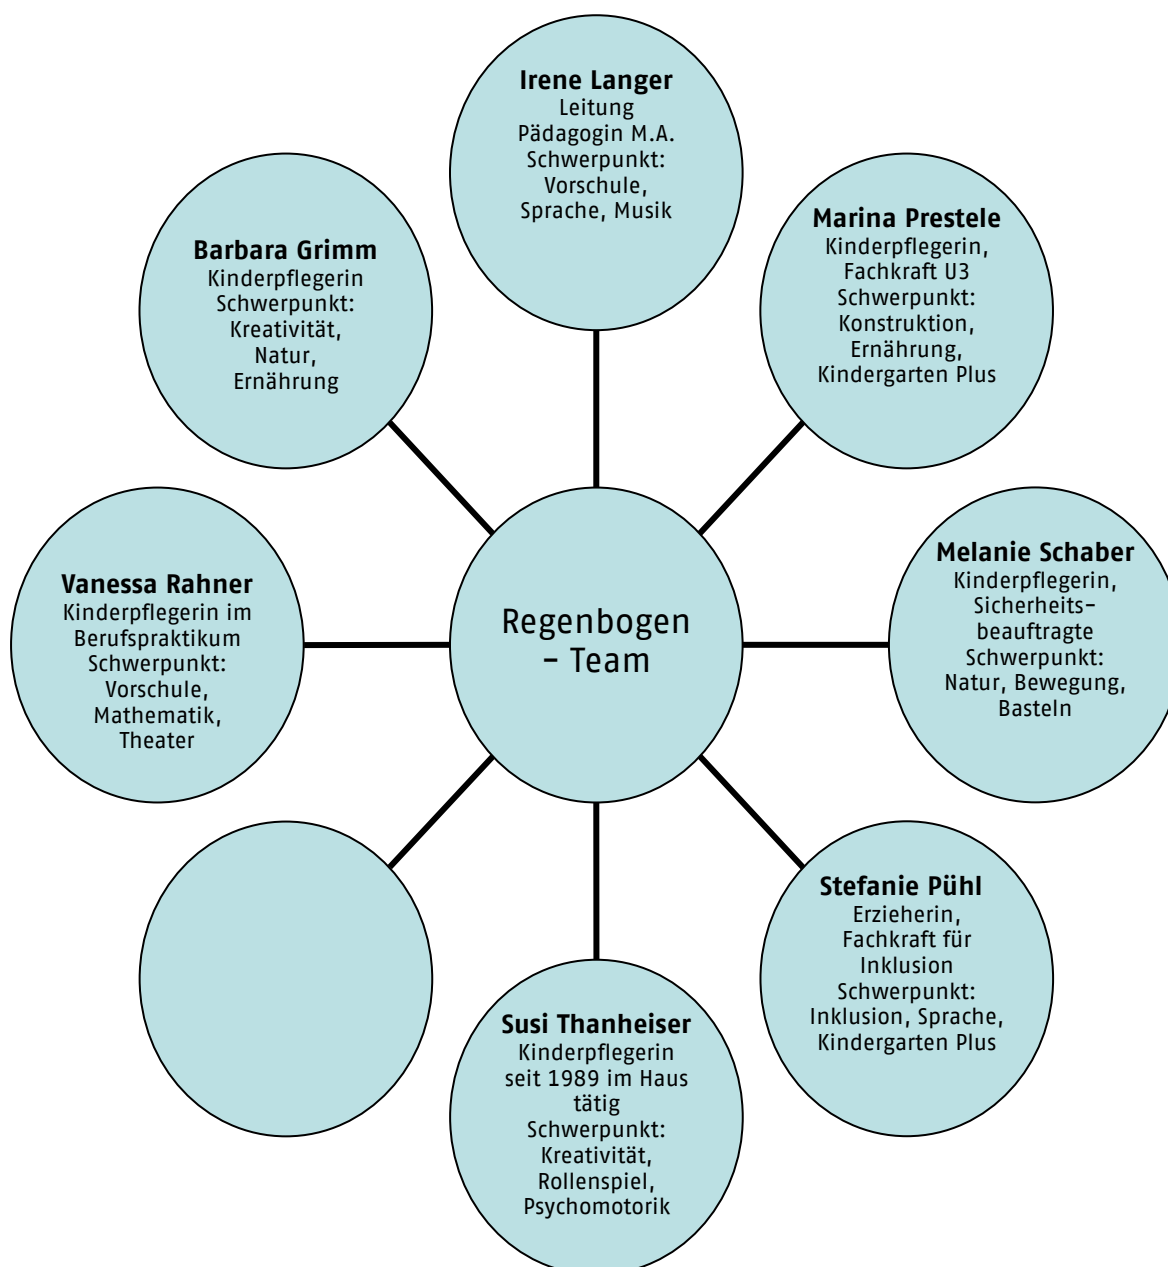 Irene Langer
Leitung
Pädagogin M.A.
Schwerpunkt:
Vorschule,
Sprache, Musik
Marina Prestele
Kinderpflegerin,
Fachkraft U3
Schwerpunkt:
Konstruktion,
Ernährung,
Kindergarten Plus
Barbara Grimm
Kinderpflegerin
Schwerpunkt:
Kreativität,
Natur,
Ernährung
Melanie Schaber
Kinderpflegerin,
Sicherheits-
beauftragte
Schwerpunkt:
Natur, Bewegung,
Basteln
Vanessa Rahner
Kinderpflegerin im
Berufspraktikum
Schwerpunkt:
Vorschule,
Mathematik,
Theater
Regenbogen
- Team
Stefanie Pühl
Erzieherin,
Fachkraft für
Inklusion
Schwerpunkt:
Inklusion, Sprache,
Kindergarten Plus
Susi Thanheiser
Kinderpflegerin
seit 1989 im Haus
tätig
Schwerpunkt:
Kreativität,
Rollenspiel,
Psychomotorik